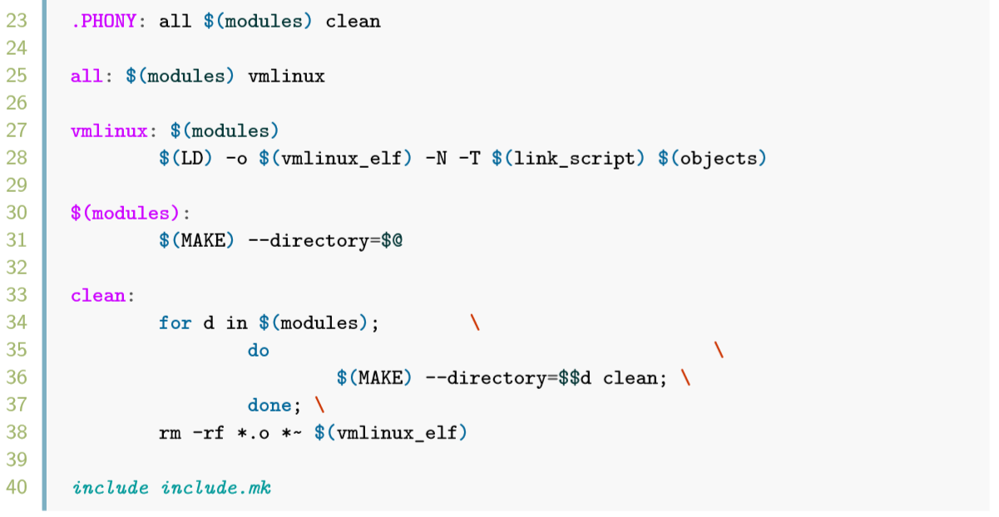 23 .PHONY: all $(modules) clean
24
25 all: $(modules) vmlinux
26
27 vmlinux: $(modules)
28 $(LD) -o $(vmlinux_elf) -N -T $(link_script) $(objects)
29
30 $(modules):
31 $(MAKE) --directory=$@
32
33 clean:
34 for d in $(modules); \
35 do \
36 $(MAKE) --directory=$$d clean; \
37 done; \
38 rm -rf *.o *~ $(vmlinux_elf)
39
40 include include.mk